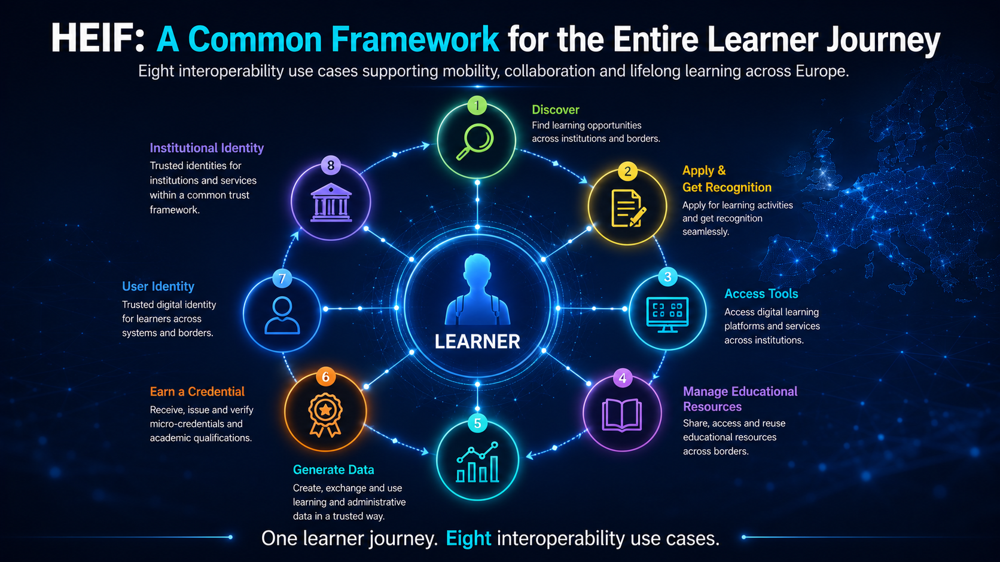 HEIF: A Common Framework for the Entire Learner Journey
Eight interoperability use cases supporting mobility, collaboration and lifelong learning across Europe.
1
Discover
Find learning opportunities
across institutions and borders.
2
Apply &
Get Recognition
Apply for learning activities
and get recognition
seamlessly.
3
Access Tools
Access digital learning
platforms and services
across institutions.
4
Manage Educational
Resources
Share, access and reuse
educational resources
across borders.
5
Generate Data
Create, exchange and use
learning and administrative
data in a trusted way.
6
Earn a Credential
Receive, issue and verify
micro-credentials and
academic qualifications.
7
User Identity
Trusted digital identity
for learners across
systems and borders.
8
Institutional Identity
Trusted identities for
institutions and services
within a common trust
framework.
LEARNER
One learner journey. Eight interoperability use cases.